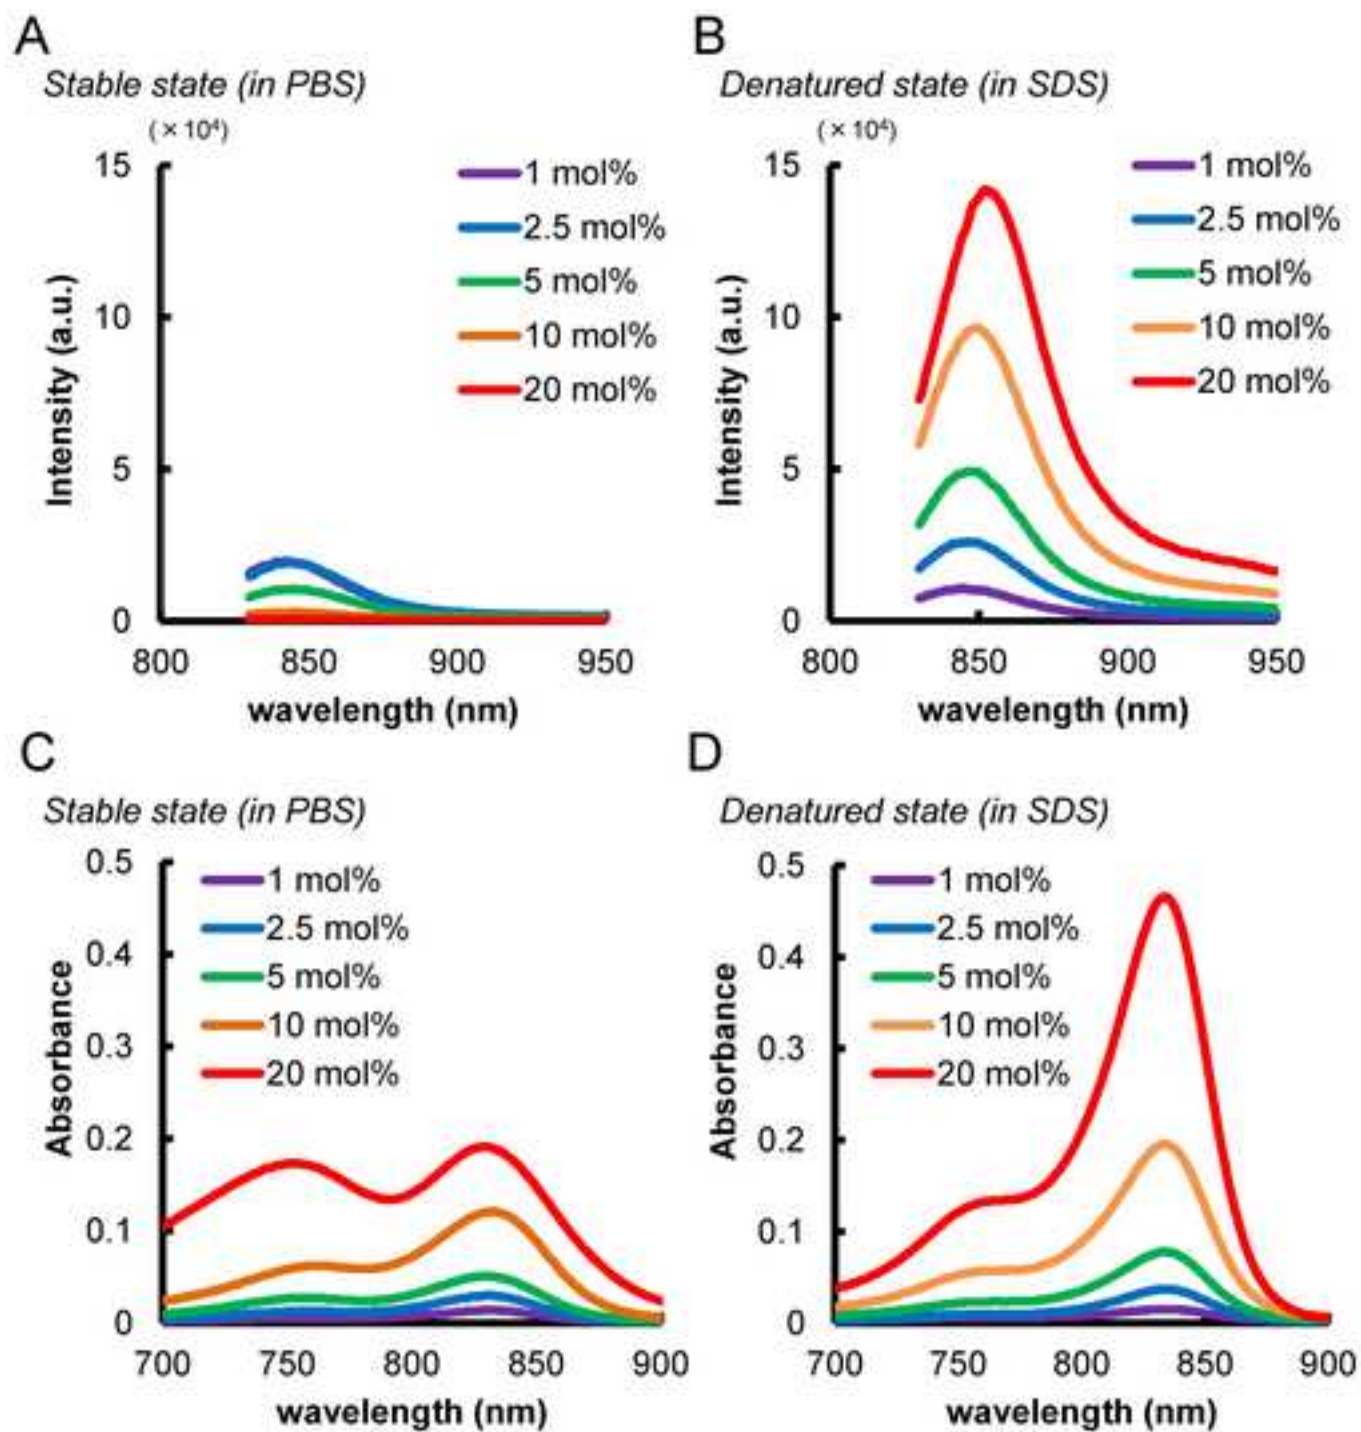 A
Stable state (in PBS)
(×10⁴)
15
10
5
0
Intensity (a.u.)
1 mol%
2.5 mol%
5 mol%
10 mol%
20 mol%
800 850 900 950
wavelength (nm)
B
Denatured state (in SDS)
(×10⁴)
15
10
5
0
Intensity (a.u.)
1 mol%
2.5 mol%
5 mol%
10 mol%
20 mol%
800 850 900 950
wavelength (nm)
C
Stable state (in PBS)
0.5
0.4
0.3
0.2
0.1
0
Absorbance
1 mol%
2.5 mol%
5 mol%
10 mol%
20 mol%
700 750 800 850 900
wavelength (nm)
D
Denatured state (in SDS)
0.5
0.4
0.3
0.2
0.1
0
Absorbance
1 mol%
2.5 mol%
5 mol%
10 mol%
20 mol%
700 750 800 850 900
wavelength (nm)